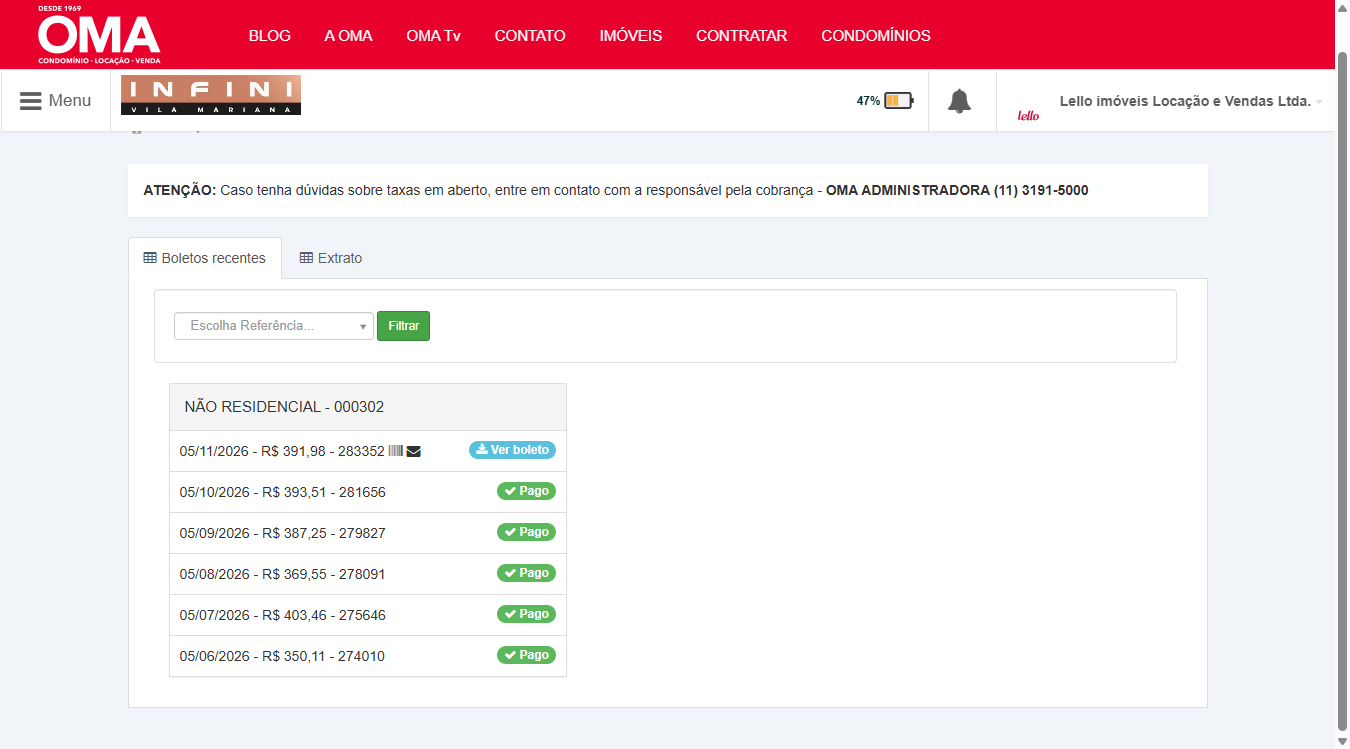 DESDE 1969
OMA
CONDOMÍNIO · LOCAÇÃO · VENDA
BLOG A OMA OMA Tv CONTATO IMÓVEIS CONTRATAR CONDOMÍNIOS
Menu
INFINI
VILA MARIANA
47%
lello
Lello imóveis Locação e Vendas Ltda.
ATENÇÃO: Caso tenha dúvidas sobre taxas em aberto, entre em contato com a responsável pela cobrança - OMA ADMINISTRADORA (11) 3191-5000
Boletos recentes Extrato
Escolha Referência... Filtrar
NÃO RESIDENCIAL - 000302
05/11/2026 - R$ 391,98 - 283352 Ver boleto
05/10/2026 - R$ 393,51 - 281656 Pago
05/09/2026 - R$ 387,25 - 279827 Pago
05/08/2026 - R$ 369,55 - 278091 Pago
05/07/2026 - R$ 403,46 - 275646 Pago
05/06/2026 - R$ 350,11 - 274010 Pago